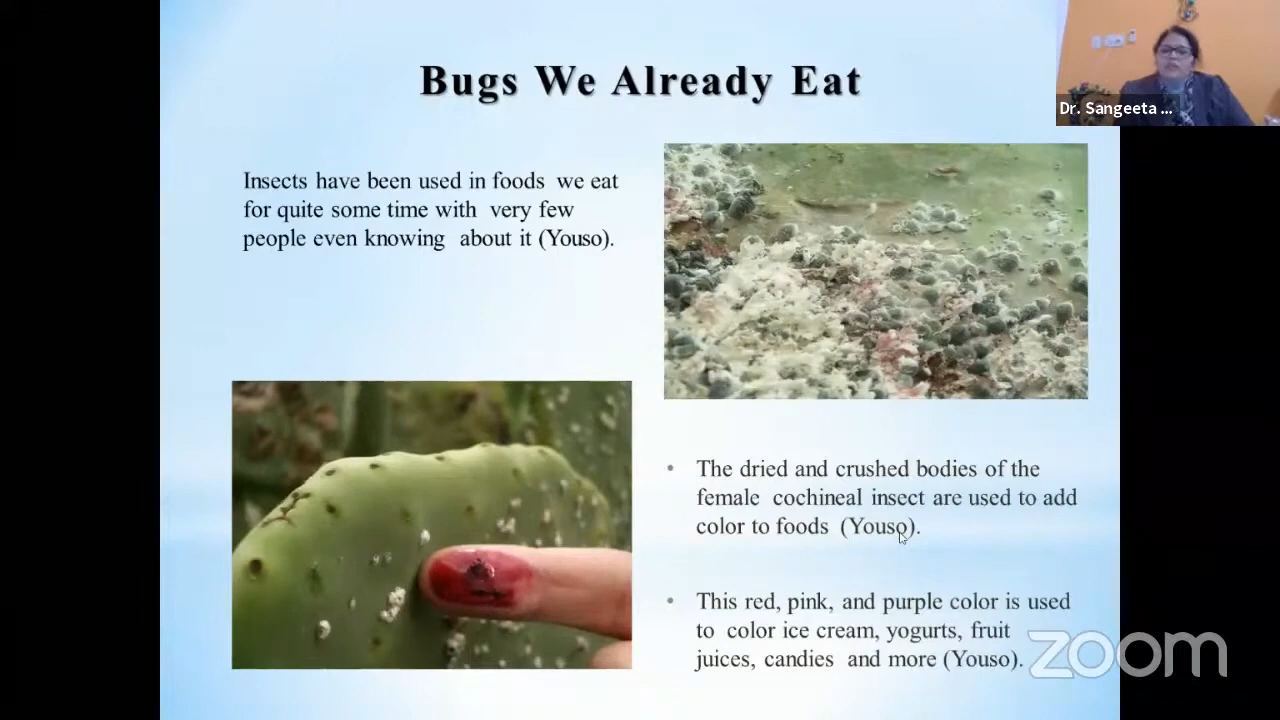 Bugs We Already Eat
Dr. Sangeeta ...
Insects have been used in foods we eat
for quite some time with very few
people even knowing about it (Youso).
The dried and crushed bodies of the
female cochineal insect are used to add
color to foods (Youso).
This red, pink, and purple color is used
to color ice cream, yogurts, fruit
juices, candies and more (Youso).
zoom